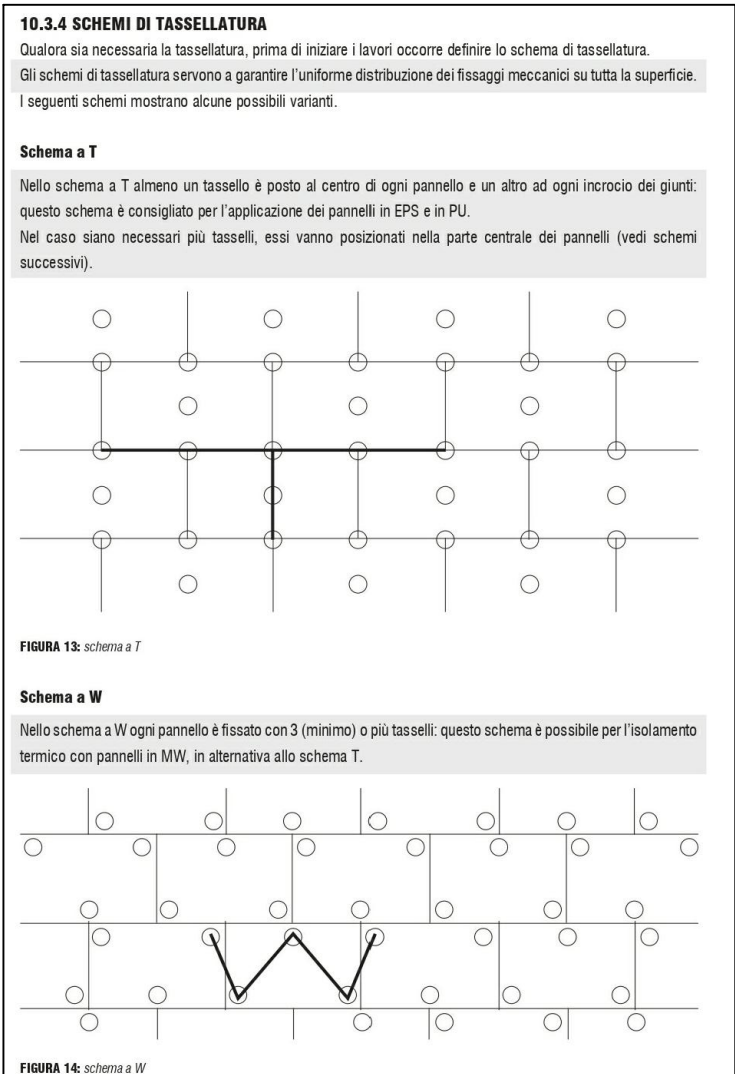 10.3.4 SCHEMI DI TASSELLATURA
Qualora sia necessaria la tassellatura, prima di iniziare i lavori occorre definire lo schema di tassellatura.
Gli schemi di tassellatura servono a garantire l'uniforme distribuzione dei fissaggi meccanici su tutta la superficie.
I seguenti schemi mostrano alcune possibili varianti.
Schema a T
Nello schema a T almeno un tassello è posto al centro di ogni pannello e un altro ad ogni incrocio dei giunti:
questo schema è consigliato per l'applicazione dei pannelli in EPS e in PU.
Nel caso siano necessari più tasselli, essi vanno posizionati nella parte centrale dei pannelli (vedi schemi
successivi).
FIGURA 13: schema a T
Schema a W
Nello schema a W ogni pannello è fissato con 3 (minimo) o più tasselli: questo schema è possibile per l'isolamento
termico con pannelli in MW, in alternativa allo schema T.
FIGURA 14: schema a W